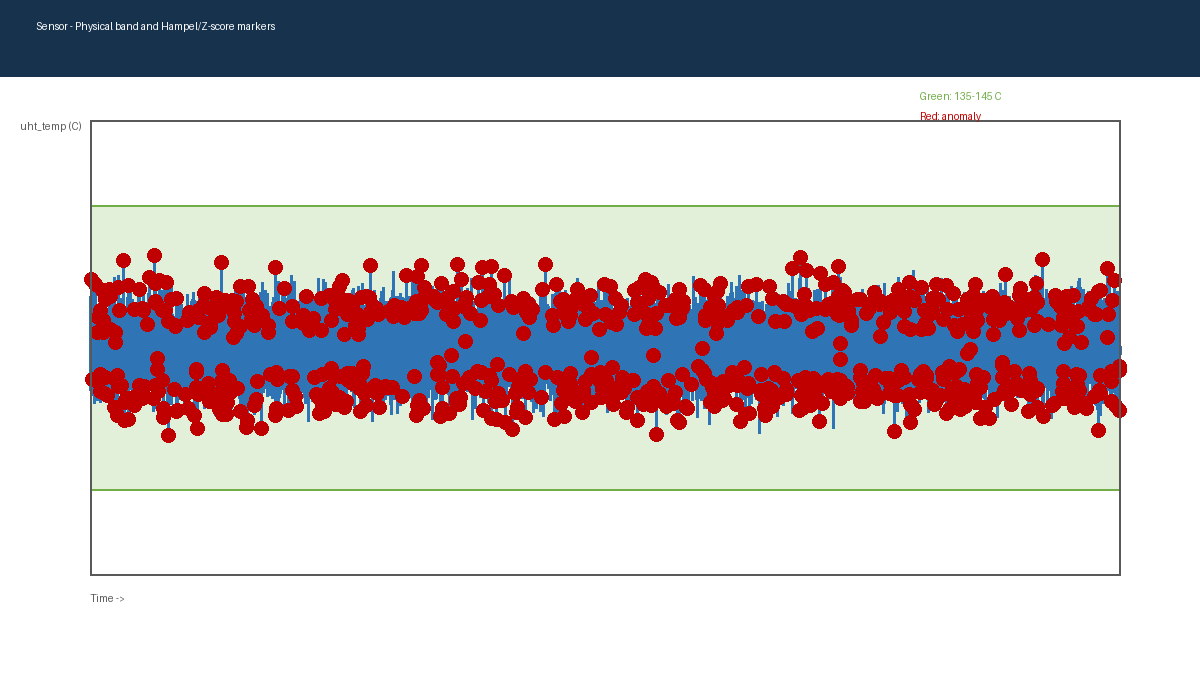 Sensor - Physical band and Hampel/Z-score markers
Green: 135-145 C
Red: anomaly
uht_temp (C)
Time ->